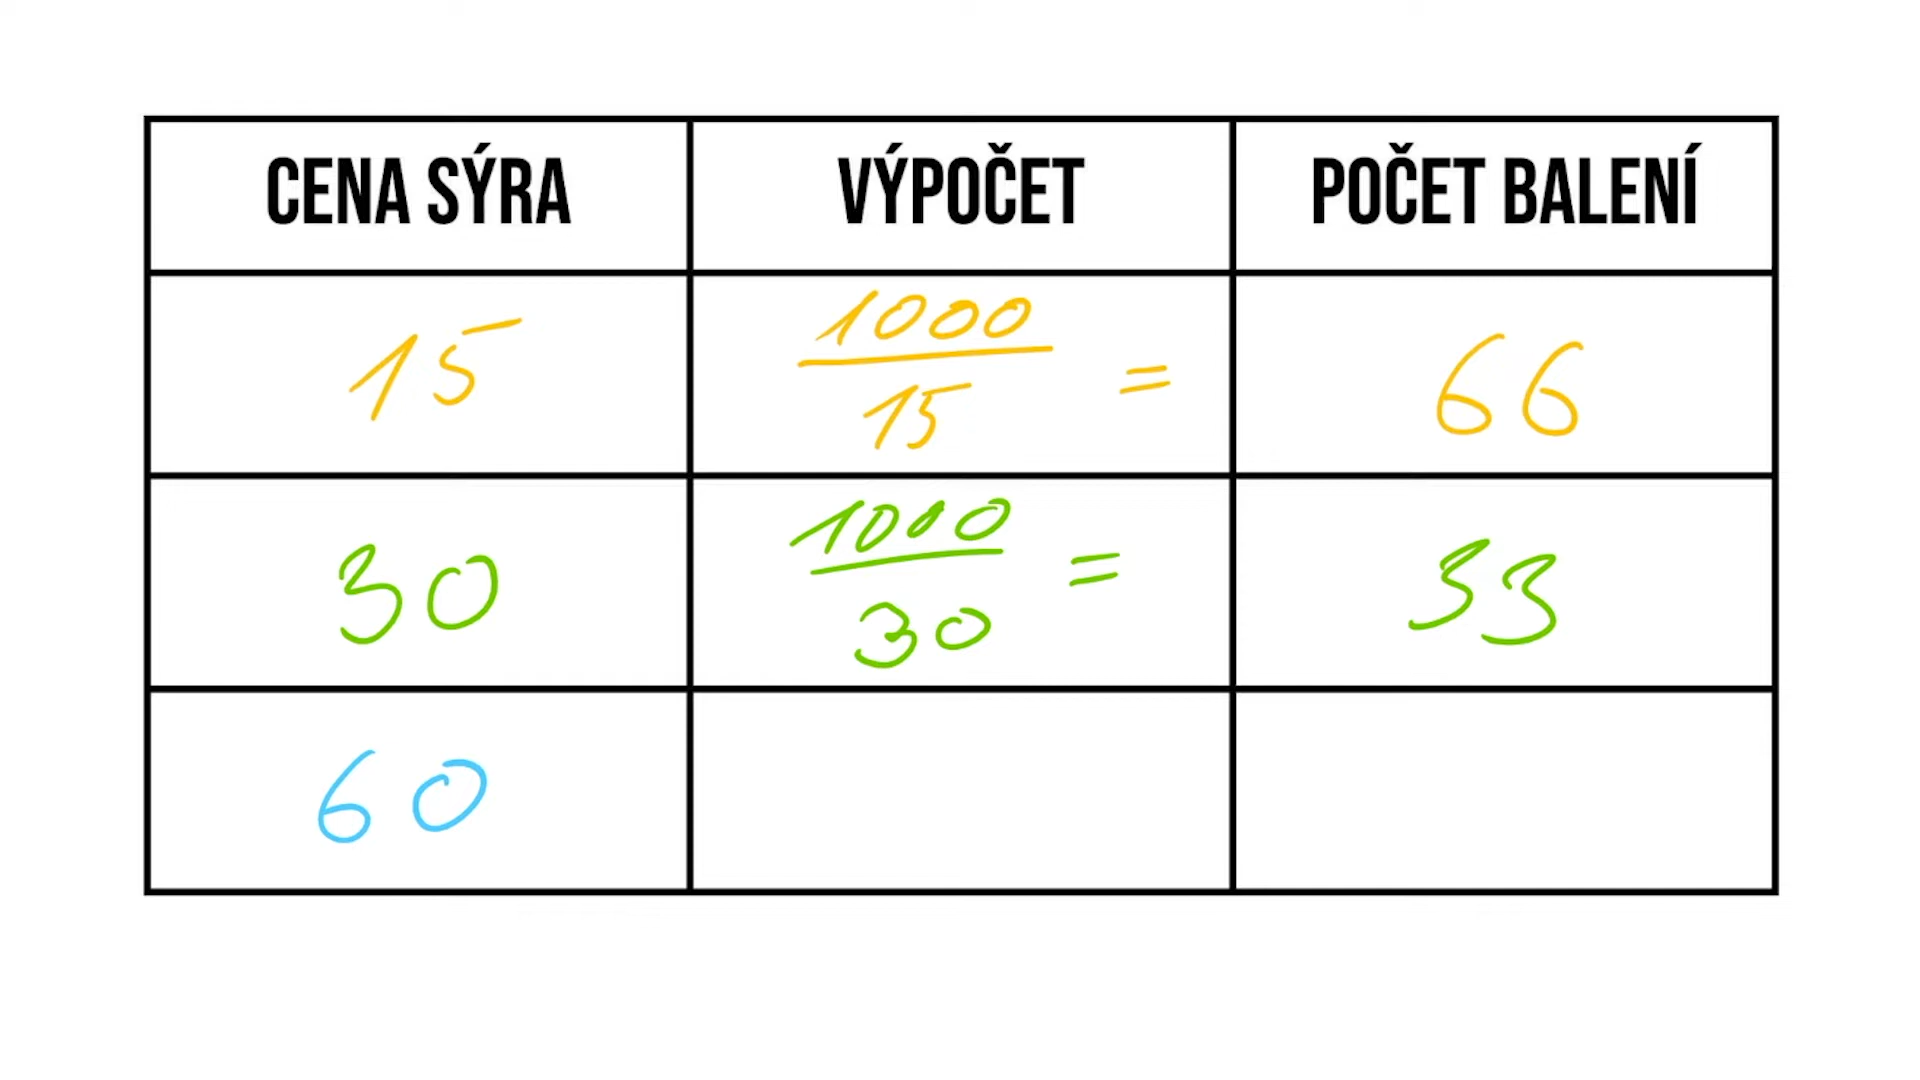 CENA SÝRA VÝPOČET POČET BALENÍ
15 1000/15 = 66
30 1000/30 = 33
60